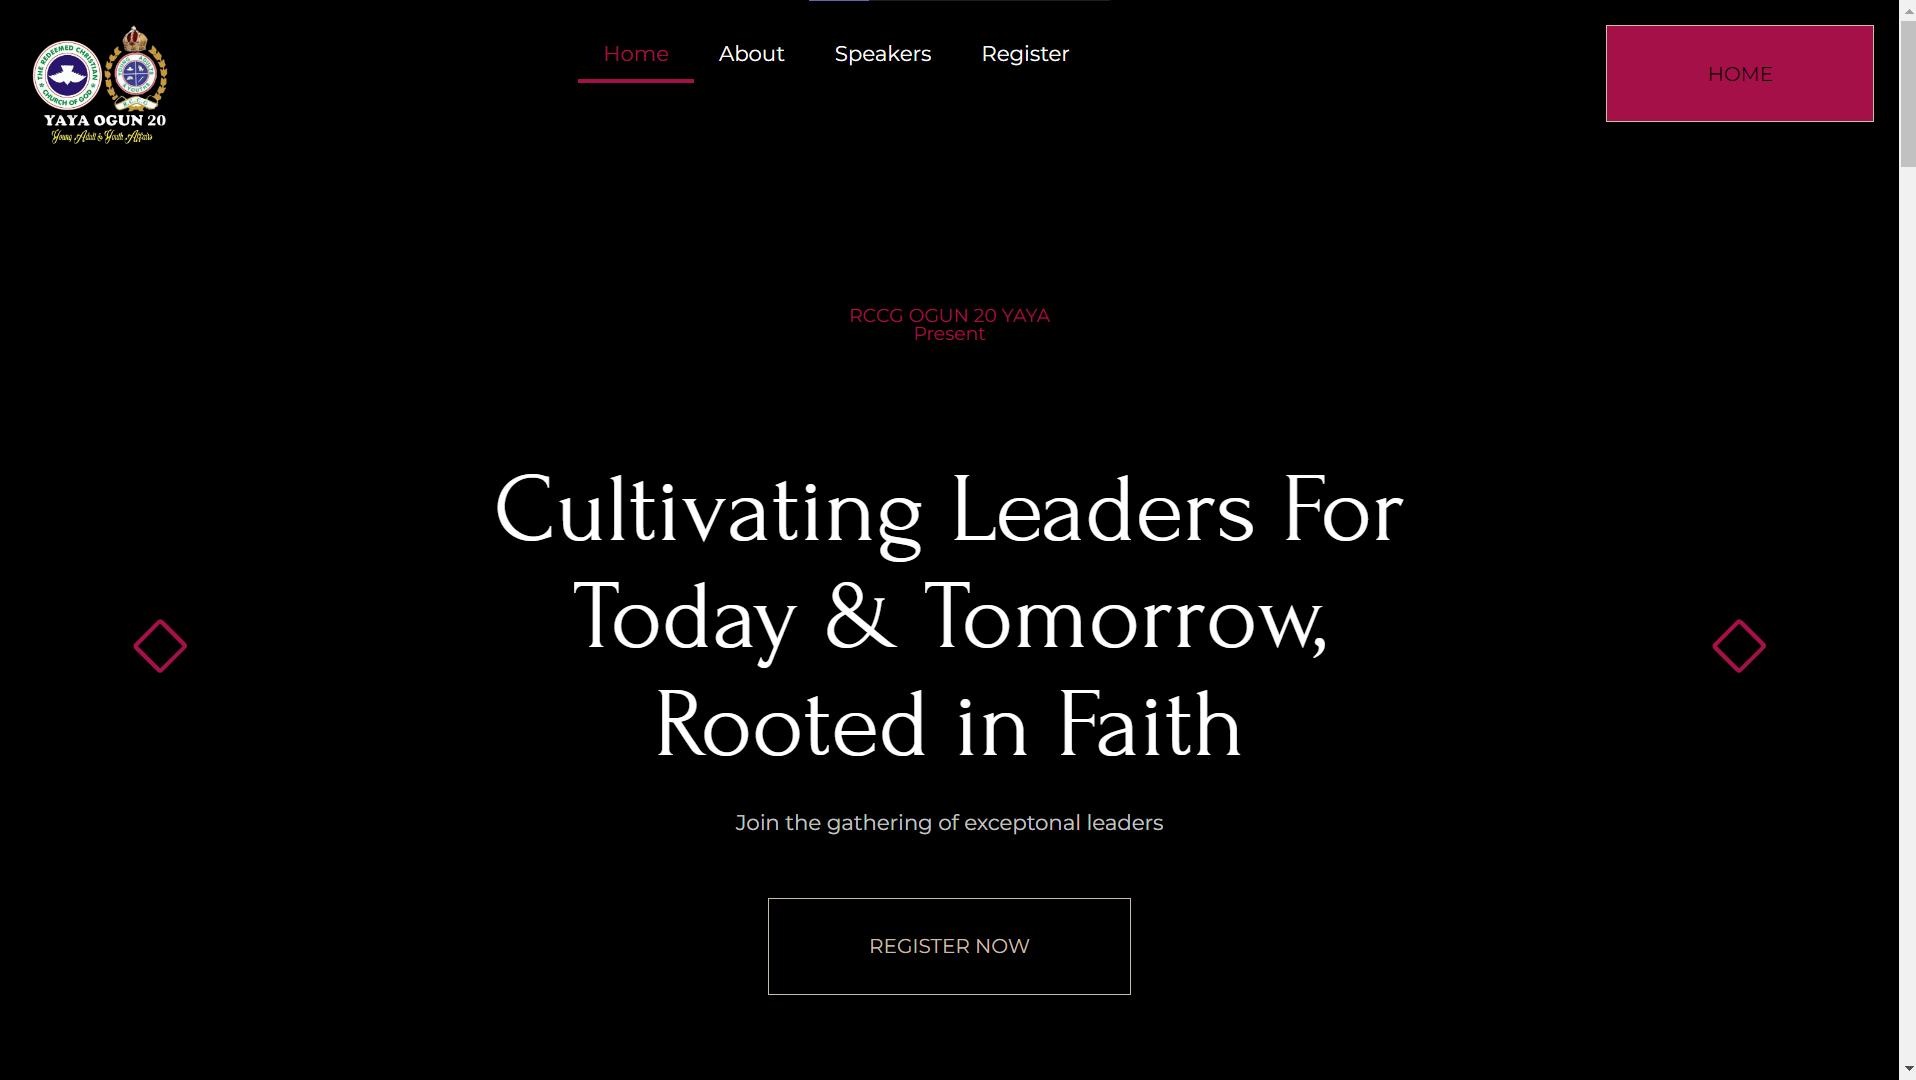 THE REDEEMED CHRISTIAN
CHURCH OF GOD
YAYA OGUN 20
Young Adult & Youth Affairs
Home
About
Speakers
Register
HOME
RCCG OGUN 20 YAYA
Present
Cultivating Leaders For
Today & Tomorrow,
Rooted in Faith
Join the gathering of exceptonal leaders
REGISTER NOW